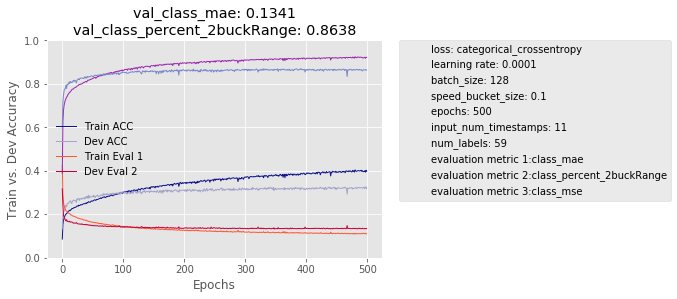 val_class_mae: 0.1341
val_class_percent_2buckRange: 0.8638
1.0
0.8
0.6
0.4
0.2
0.0
Train vs. Dev Accuracy
Train ACC
Dev ACC
Train Eval 1
Dev Eval 2
0
100
200
300
400
500
Epochs
loss: categorical_crossentropy
learning rate: 0.0001
batch_size: 128
speed_bucket_size: 0.1
epochs: 500
input_num_timestamps: 11
num_labels: 59
evaluation metric 1:class_mae
evaluation metric 2:class_percent_2buckRange
evaluation metric 3:class_mse